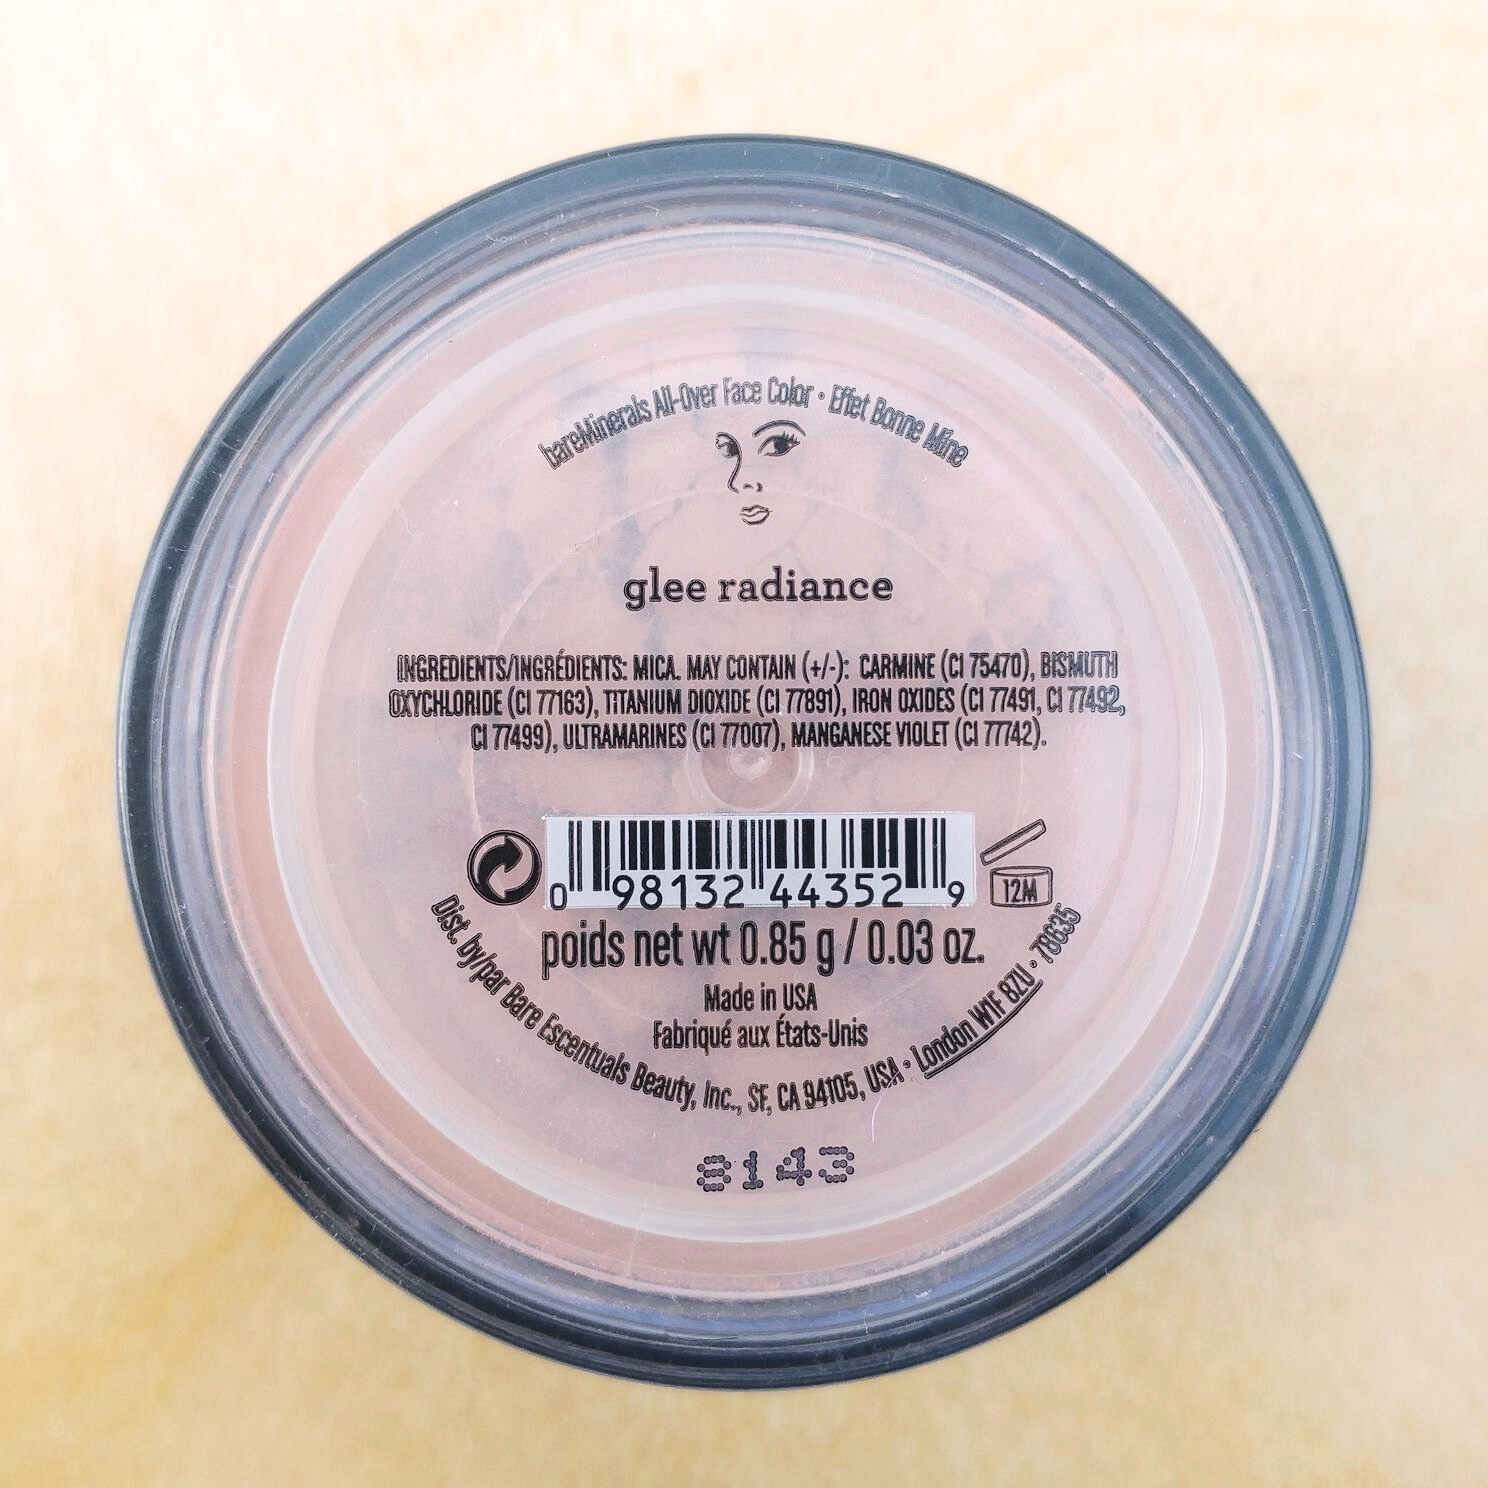 bareMinerals All-Over Face Color • Effet Bonne Mine
glee radiance
INGREDIENTS/INGRÉDIENTS: MICA. MAY CONTAIN (+/-): CARMINE (CI 75470), BISMUTH
OXYCHLORIDE (CI 77163), TITANIUM DIOXIDE (CI 77891), IRON OXIDES (CI 77491, CI 77492,
CI 77499), ULTRAMARINES (CI 77007), MANGANESE VIOLET (CI 77742).
0 98132 44352 9
12M
poids net wt 0.85 g / 0.03 oz.
Made in USA
Fabriqué aux États-Unis
Dist. by/par Bare Escentuals Beauty, Inc., SF, CA 94105, USA • London W1F 8ZU • 78635
8143